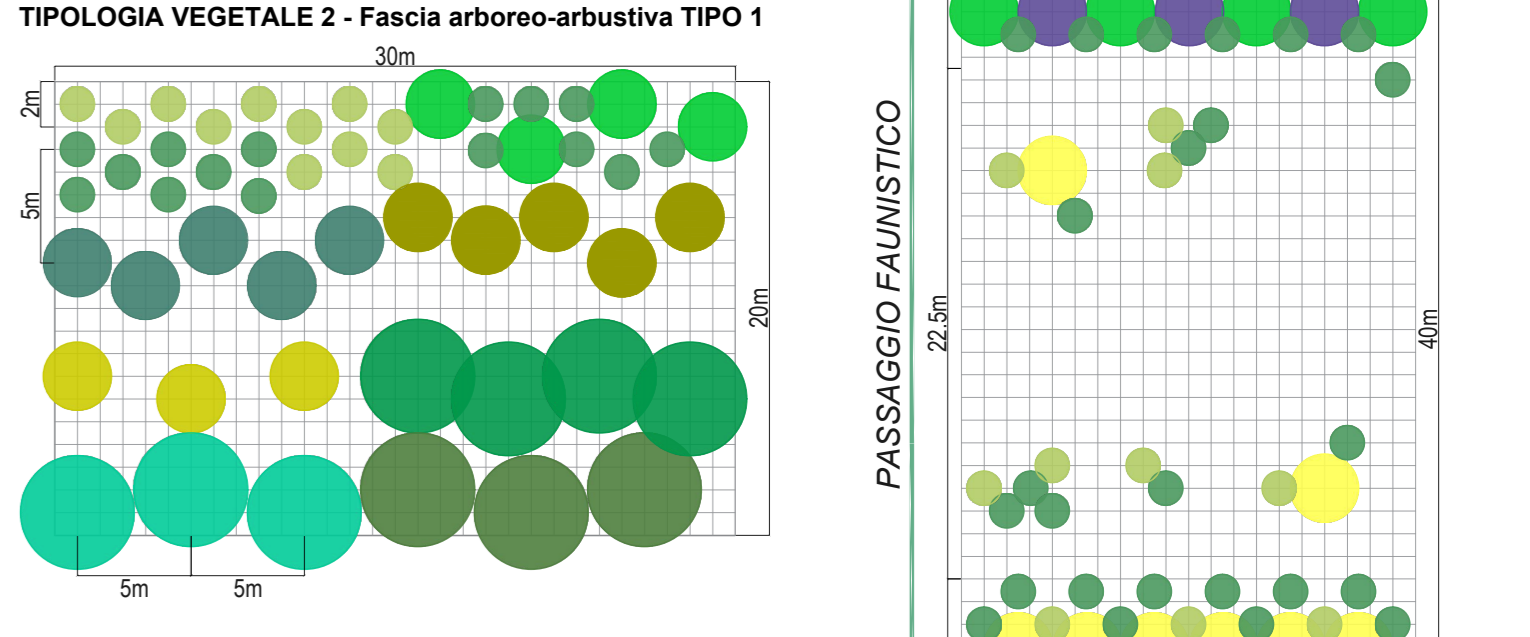 TIPOLOGIA VEGETALE 2 - Fascia arboreo-arbustiva TIPO 1
30m
2m
5m
20m
5m
5m
PASSAGGIO FAUNISTICO
22.5m
40m